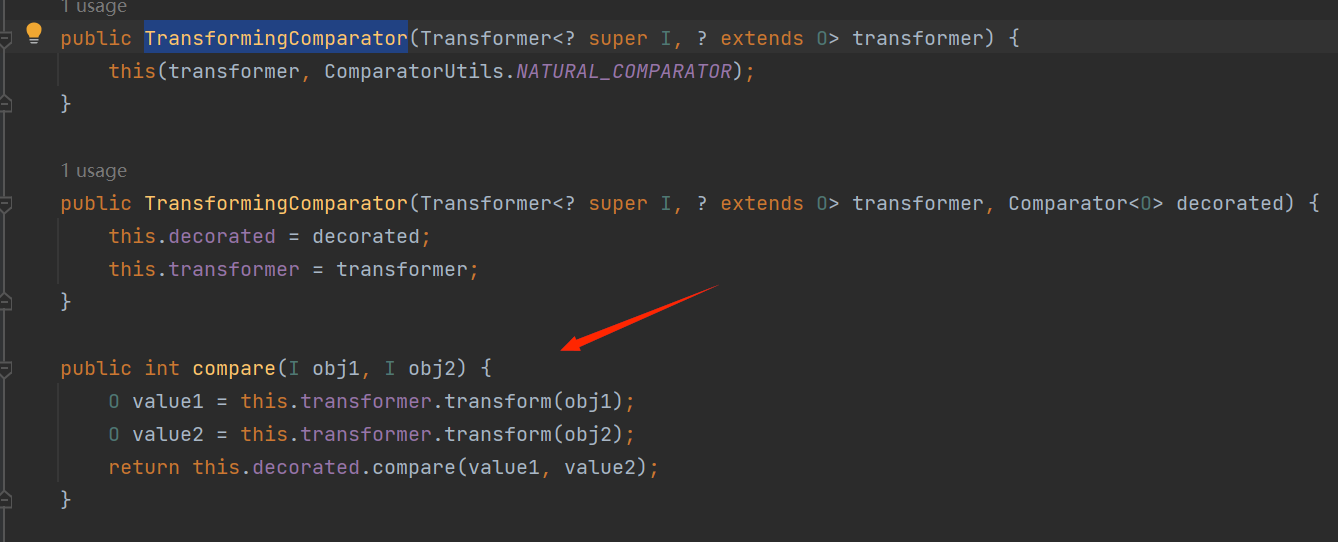 1 usage
public TransformingComparator(Transformer<? super I, ? extends O> transformer) {
this(transformer, ComparatorUtils.NATURAL_COMPARATOR);
}
1 usage
public TransformingComparator(Transformer<? super I, ? extends O> transformer, Comparator<O> decorated) {
this.decorated = decorated;
this.transformer = transformer;
}
public int compare(I obj1, I obj2) {
O value1 = this.transformer.transform(obj1);
O value2 = this.transformer.transform(obj2);
return this.decorated.compare(value1, value2);
}